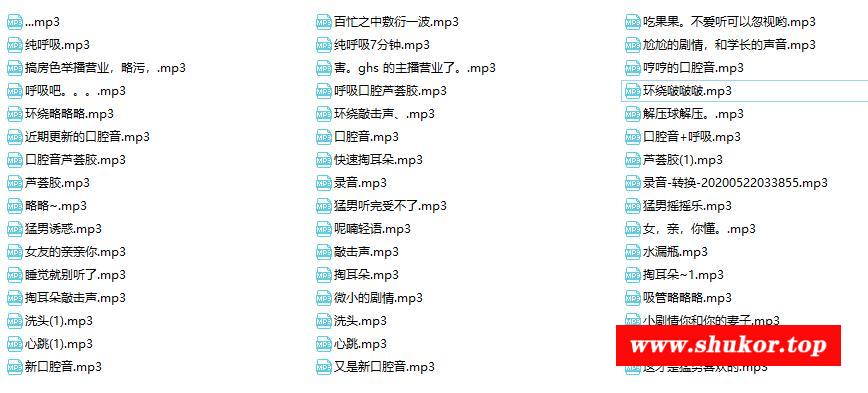 ...mp3
百忙之中敷衍一波.mp3
吃果果。不爱听可以忽视哟.mp3
纯呼吸.mp3
纯呼吸7分钟.mp3
尬尬的剧情，和学长的声音.mp3
搞房色举播营业，略污，.mp3
害。ghs 的主播营业了。.mp3
哼哼的口腔音.mp3
呼吸吧。。。.mp3
呼吸口腔芦荟胶.mp3
环绕啵啵啵.mp3
环绕略略略.mp3
环绕敲击声、.mp3
解压球解压。.mp3
近期更新的口腔音.mp3
口腔音.mp3
口腔音+呼吸.mp3
口腔音芦荟胶.mp3
快速掏耳朵.mp3
芦荟胶(1).mp3
芦荟胶.mp3
录音.mp3
录音-转换-20200522033855.mp3
略略~.mp3
猛男听完受不了.mp3
猛男摇摇乐.mp3
猛男诱惑.mp3
呢喃轻语.mp3
女，亲，你懂。.mp3
女友的亲亲你.mp3
敲击声.mp3
水漏瓶.mp3
睡觉就别听了.mp3
掏耳朵.mp3
掏耳朵~1.mp3
掏耳朵敲击声.mp3
微小的剧情.mp3
吸管略略略.mp3
洗头(1).mp3
洗头.mp3
小剧情你和你的妻子.mp3
心跳(1).mp3
心跳.mp3
www.shukor.top
新口腔音.mp3
又是新口腔音.mp3
这才是猛男喜欢的.mp3